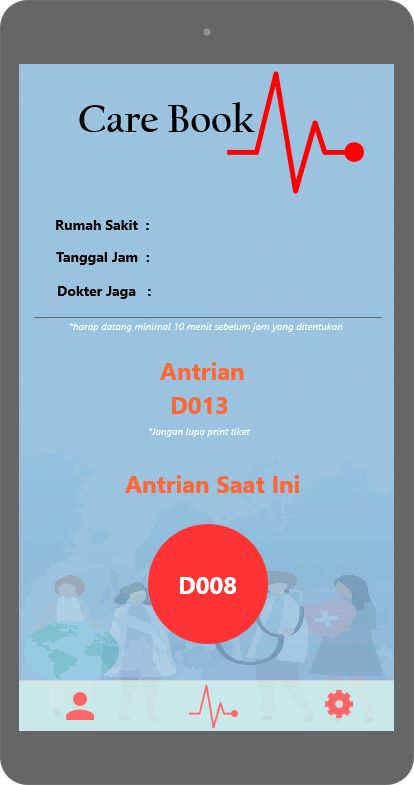 Care Book
Rumah Sakit :
Tanggal Jam :
Dokter Jaga :
*harap datang minimal 10 menit sebelum jam yang ditentukan
Antrian
D013
*Jangan lupa print tiket
Antrian Saat Ini
D008